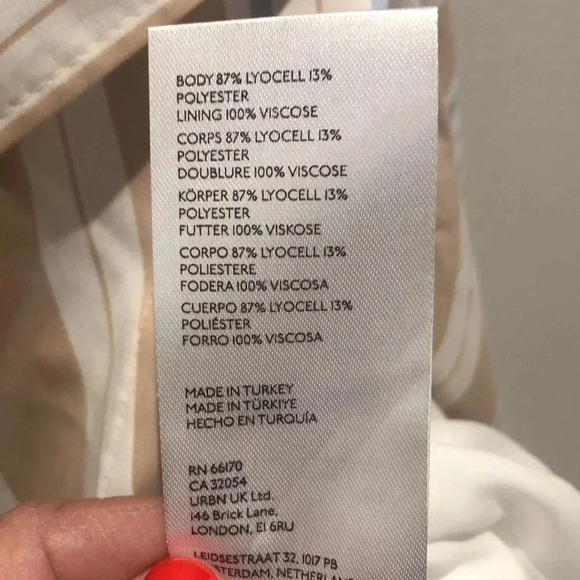 BODY 87% LYOCELL 13%
POLYESTER
LINING 100% VISCOSE
CORPS 87% LYOCELL 13%
POLYESTER
DOUBLURE 100% VISCOSE
KÖRPER 87% LYOCELL 13%
POLYESTER
FUTTER 100% VISKOSE
CORPO 87% LYOCELL 13%
POLIESTERE
FODERA 100% VISCOSA
CUERPO 87% LYOCELL 13%
POLIÉSTER
FORRO 100% VISCOSA
MADE IN TURKEY
MADE IN TÜRKIYE
HECHO EN TURQUÍA
RN 66170
CA 32054
URBN UK Ltd.
146 Brick Lane,
LONDON, E1 6RU
LEIDSESTRAAT 32, 1017 PB